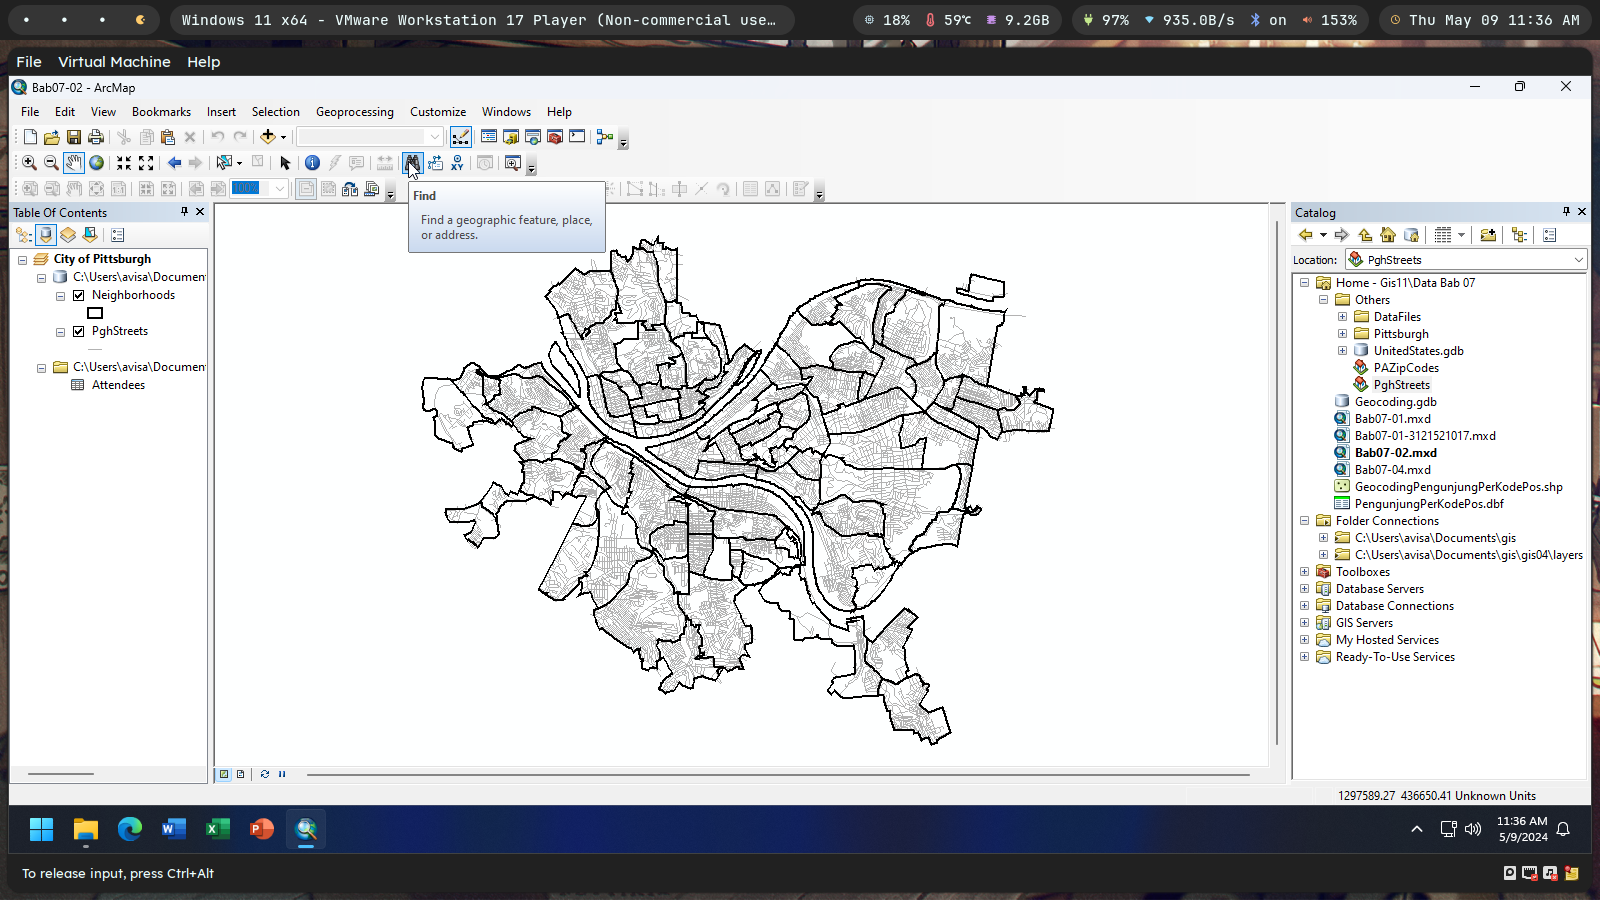 Windows 11 x64 - VMware Workstation 17 Player (Non-commercial use…
18%
59℃
9.2GB
97%
935.0B/s
on
153%
Thu May 09 11:36 AM
File Virtual Machine Help
Bab07-02 - ArcMap
File Edit View Bookmarks Insert Selection Geoprocessing Customize Windows Help
100%
Find
Find a geographic feature, place,
or address.
Table Of Contents
City of Pittsburgh
C:\Users\avisa\Documen
Neighborhoods
PghStreets
C:\Users\avisa\Documen
Attendees
Catalog
Location: PghStreets
Home - Gis11\Data Bab 07
Others
DataFiles
Pittsburgh
UnitedStates.gdb
PAZipCodes
PghStreets
Geocoding.gdb
Bab07-01.mxd
Bab07-01-3121521017.mxd
Bab07-02.mxd
Bab07-04.mxd
GeocodingPengunjungPerKodePos.shp
PengunjungPerKodePos.dbf
Folder Connections
C:\Users\avisa\Documents\gis
C:\Users\avisa\Documents\gis\gis04\layers
Toolboxes
Database Servers
Database Connections
GIS Servers
My Hosted Services
Ready-To-Use Services
1297589.27 436650.41 Unknown Units
11:36 AM
5/9/2024
To release input, press Ctrl+Alt